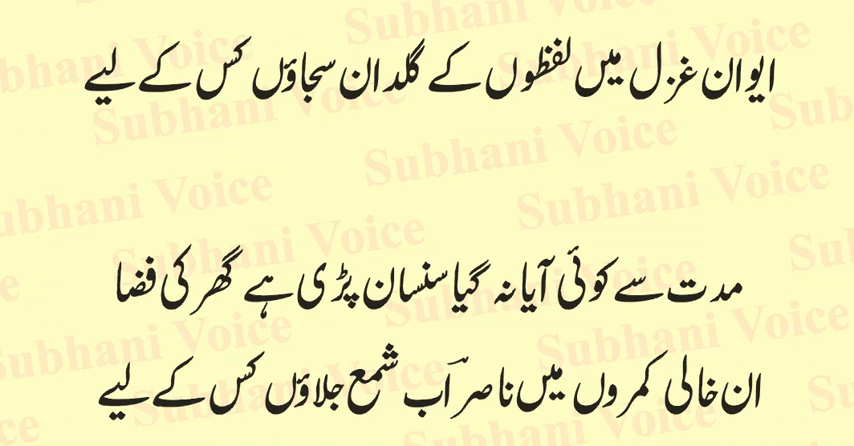 ایوان غزل میں لفظوں کے گلدان سجاؤں کس کے لیے
مدت سے کوئی آیا نہ گیا سنسان پڑی ہے گھر کی فضا
ان خالی کمروں میں ناصرؔ اب شمع جلاؤں کس کے لیے
Subhani Voice